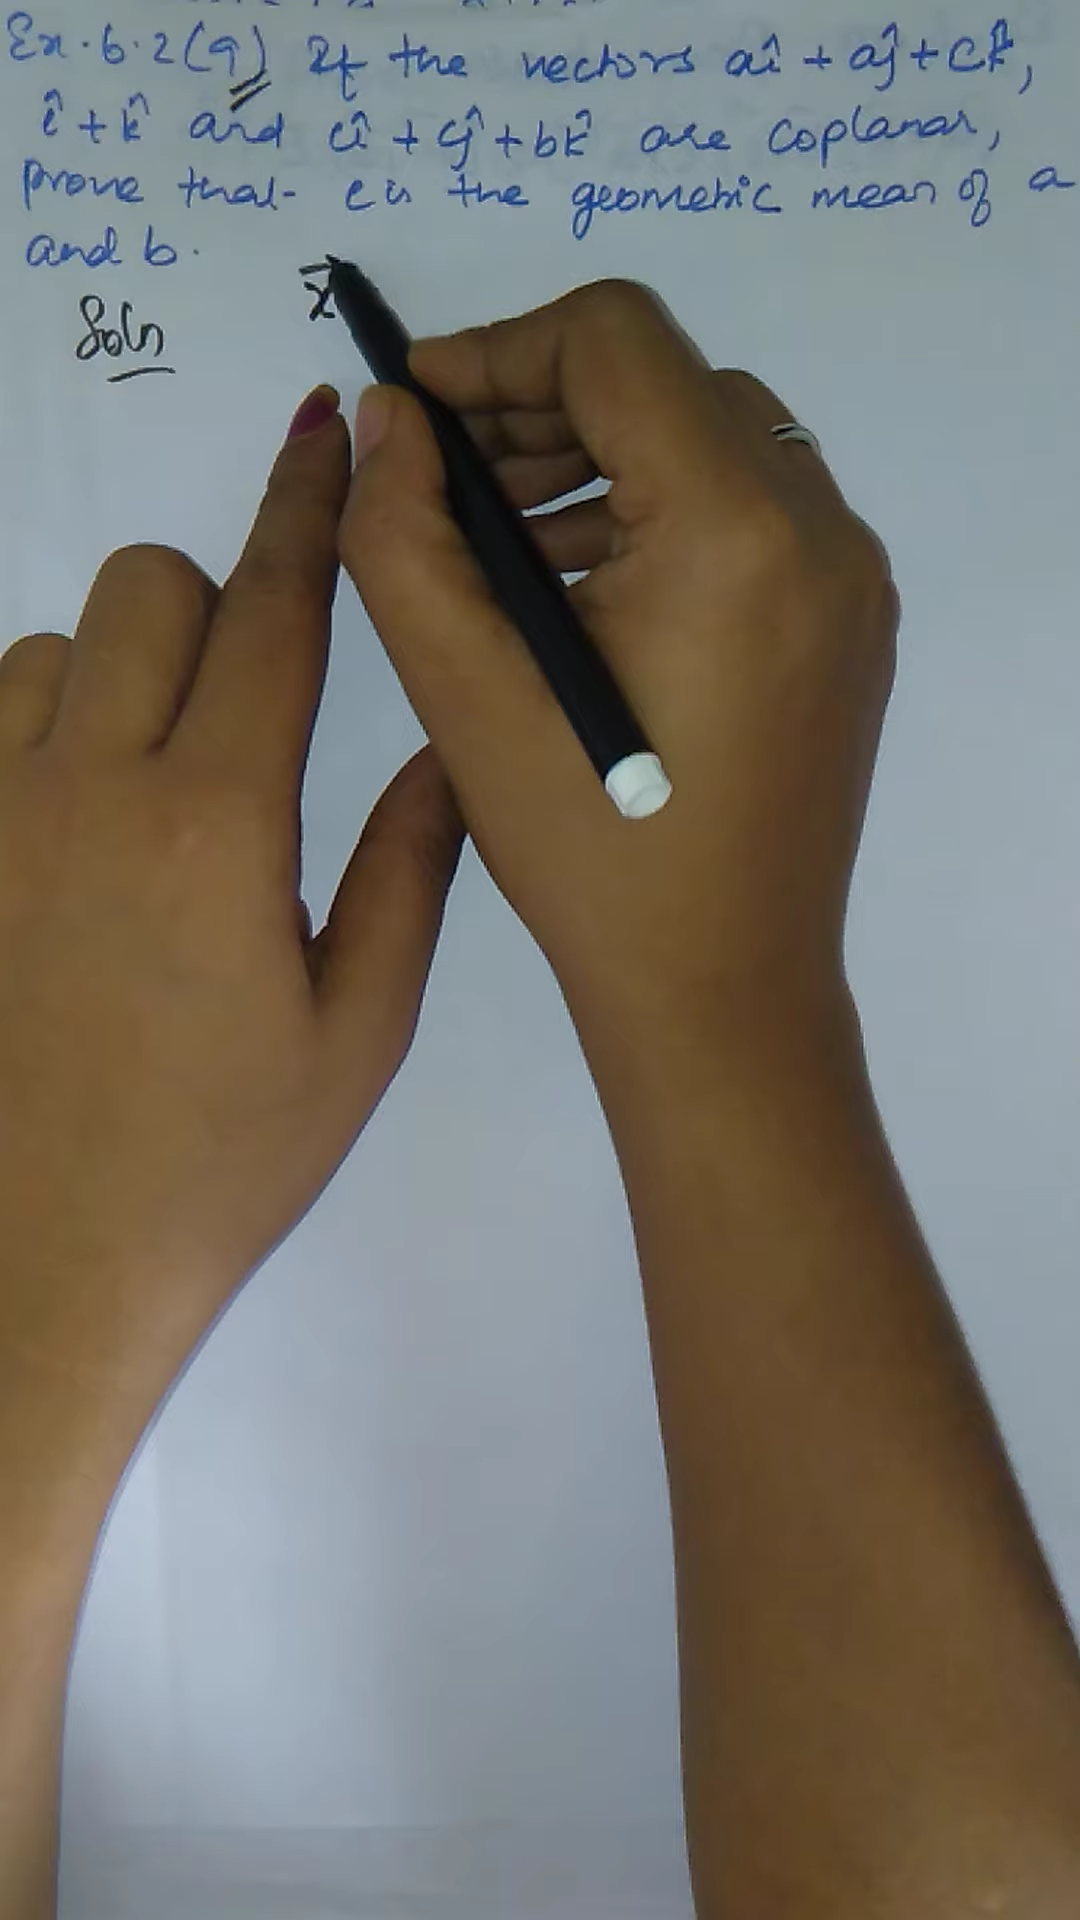 Ex.6.2(9) If the vectors aî + aĵ + ck̂,
î + k̂ and cî + cĵ + bk̂ are coplanar,
prove that c is the geometric mean of a
and b.
Soln
x̄